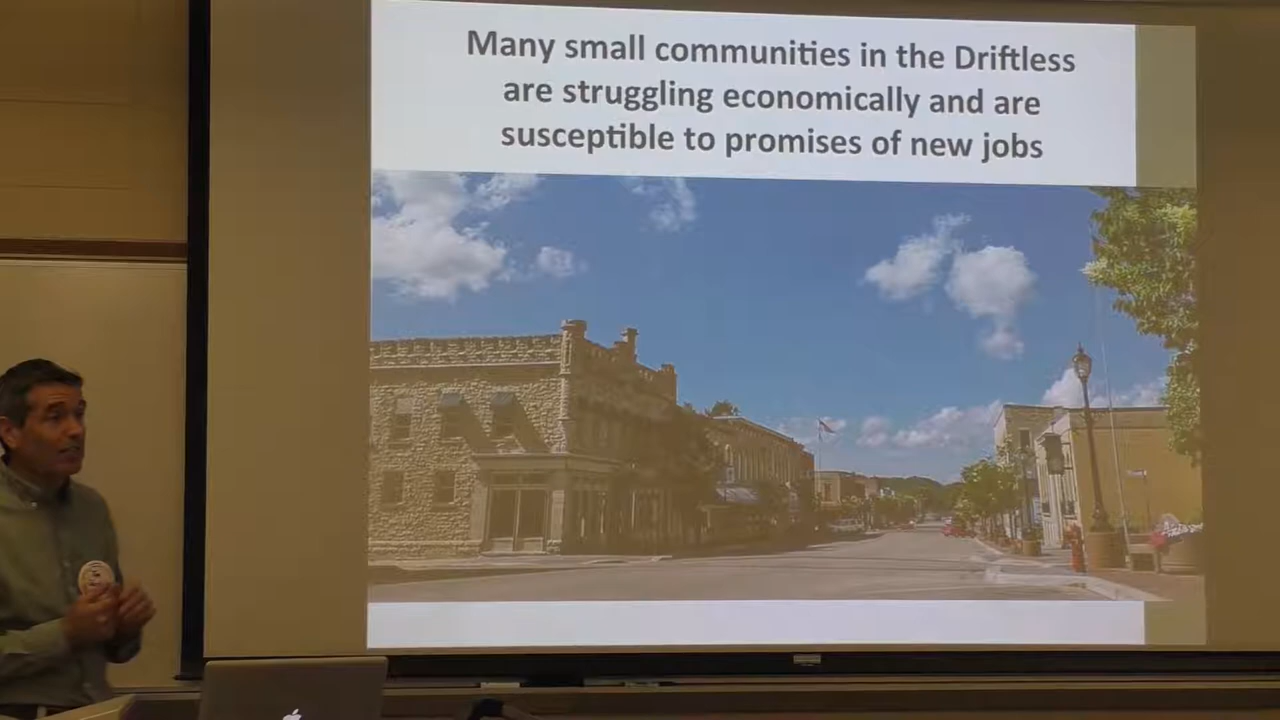 Many small communities in the Driftless
are struggling economically and are
susceptible to promises of new jobs